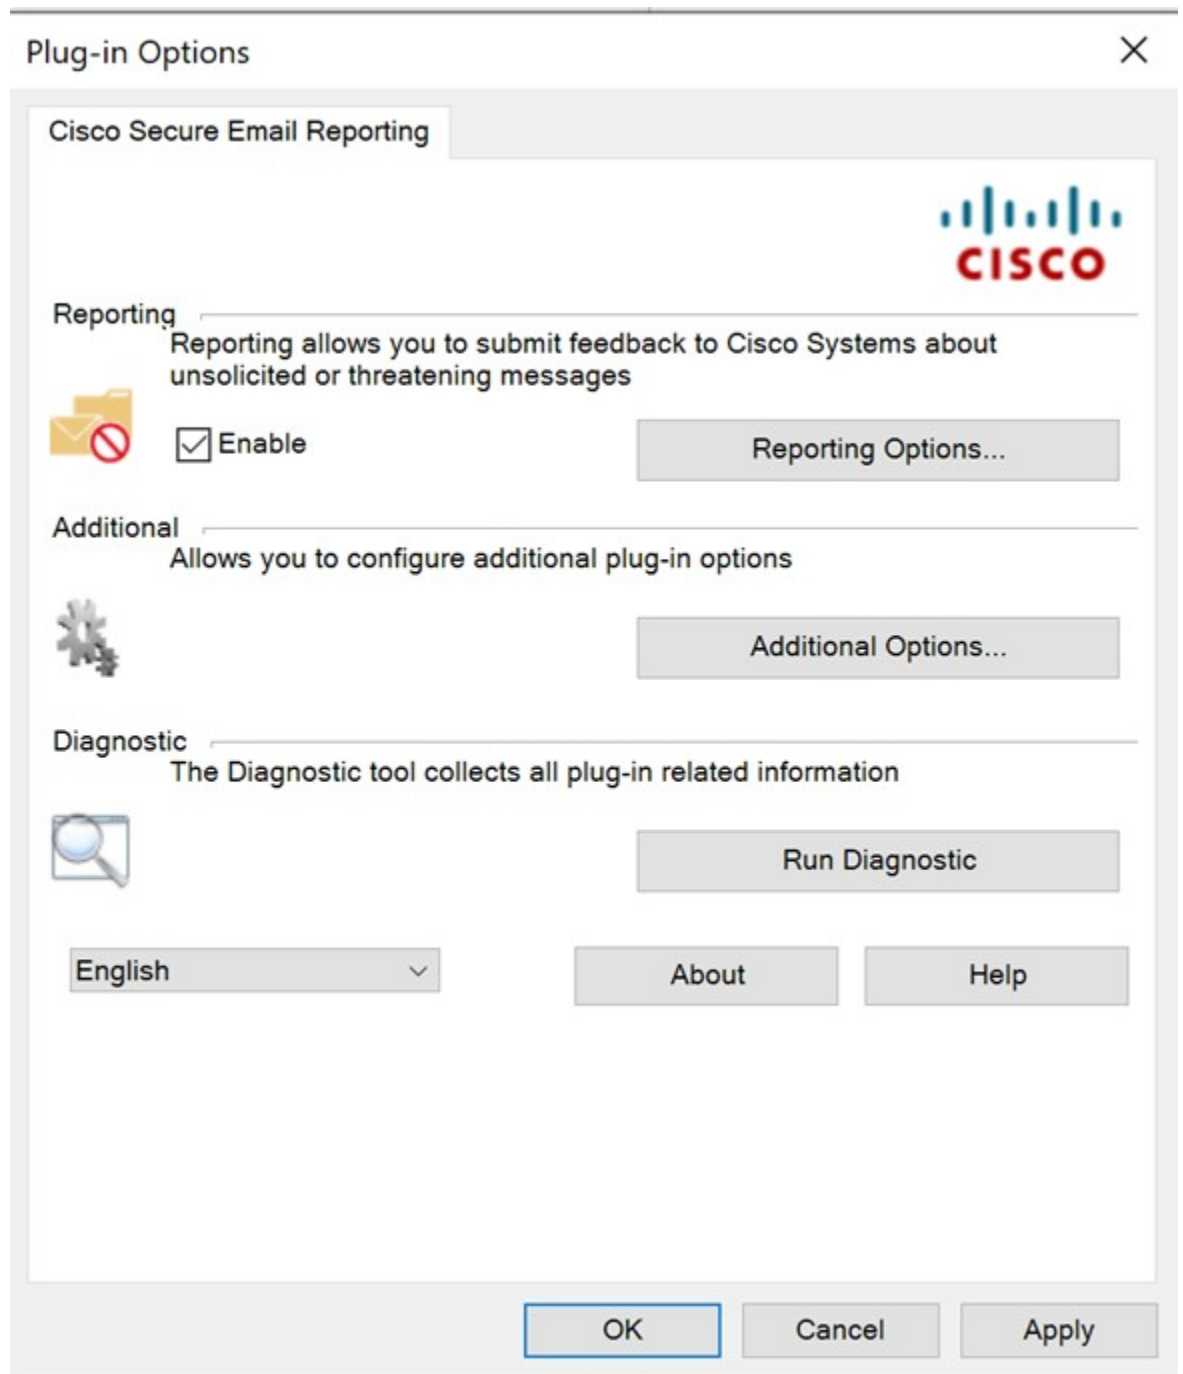 Plug-in Options
Cisco Secure Email Reporting
CISCO
Reporting
Reporting allows you to submit feedback to Cisco Systems about
unsolicited or threatening messages
Enable
Reporting Options...
Additional
Allows you to configure additional plug-in options
Additional Options...
Diagnostic
The Diagnostic tool collects all plug-in related information
Run Diagnostic
English
About
Help
OK
Cancel
Apply